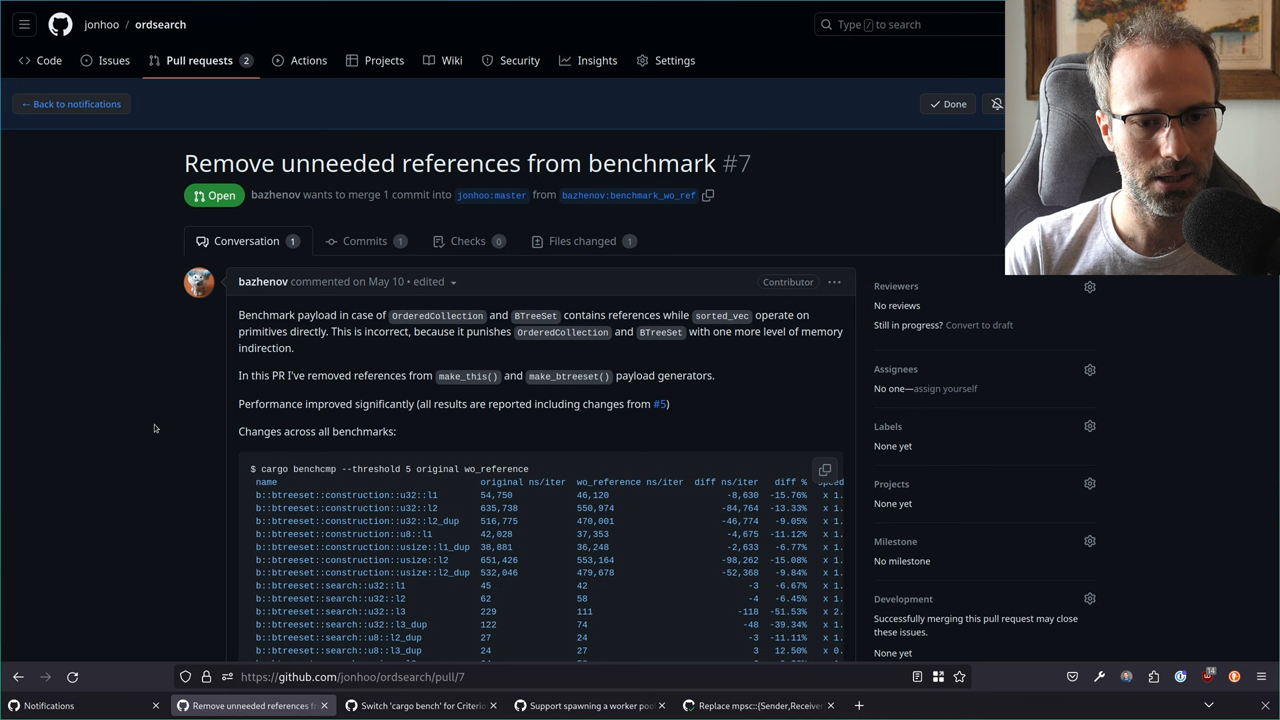 jonhoo / ordsearch
Type / to search
Code Issues Pull requests 2 Actions Projects Wiki Security Insights Settings
← Back to notifications
Done
Remove unneeded references from benchmark #7
Open bazhenov wants to merge 1 commit into jonhoo:master from bazhenov:benchmark_wo_ref
Conversation 1 Commits 1 Checks 0 Files changed 1
bazhenov commented on May 10 • edited
Contributor
Benchmark payload in case of OrderedCollection and BTreeSet contains references while sorted_vec operate on
primitives directly. This is incorrect, because it punishes OrderedCollection and BTreeSet with one more level of memory
indirection.
In this PR I've removed references from make_this() and make_btreeset() payload generators.
Performance improved significantly (all results are reported including changes from #5)
Changes across all benchmarks:
$ cargo benchcmp --threshold 5 original wo_reference
name original ns/iter wo_reference ns/iter diff ns/iter diff %
b::btreeset::construction::u32::l1 54,750 46,120 -8,630 -15.76% x 1.
b::btreeset::construction::u32::l2 635,738 550,974 -84,764 -13.33% x 1.
b::btreeset::construction::u32::l2_dup 516,775 470,001 -46,774 -9.05% x 1.
b::btreeset::construction::u8::l1 42,028 37,353 -4,675 -11.12% x 1.
b::btreeset::construction::usize::l1_dup 38,881 36,248 -2,633 -6.77% x 1.
b::btreeset::construction::usize::l2 651,426 553,164 -98,262 -15.08% x 1.
b::btreeset::construction::usize::l2_dup 532,046 479,678 -52,368 -9.84% x 1.
b::btreeset::search::u32::l1 45 42 -3 -6.67% x 1.
b::btreeset::search::u32::l2 62 58 -4 -6.45% x 1.
b::btreeset::search::u32::l3 229 111 -118 -51.53% x 2.
b::btreeset::search::u32::l3_dup 122 74 -48 -39.34% x 1.
b::btreeset::search::u8::l2_dup 27 24 -3 -11.11% x 1.
b::btreeset::search::u8::l3_dup 24 27 3 12.50% x 0.
Reviewers
No reviews
Still in progress? Convert to draft
Assignees
No one—assign yourself
Labels
None yet
Projects
None yet
Milestone
No milestone
Development
Successfully merging this pull request may close
these issues.
None yet
https://github.com/jonhoo/ordsearch/pull/7
14
Notifications
Remove unneeded references f
Switch 'cargo bench' for Criterio
Support spawning a worker poo
Replace mpsc::{Sender,Receiver